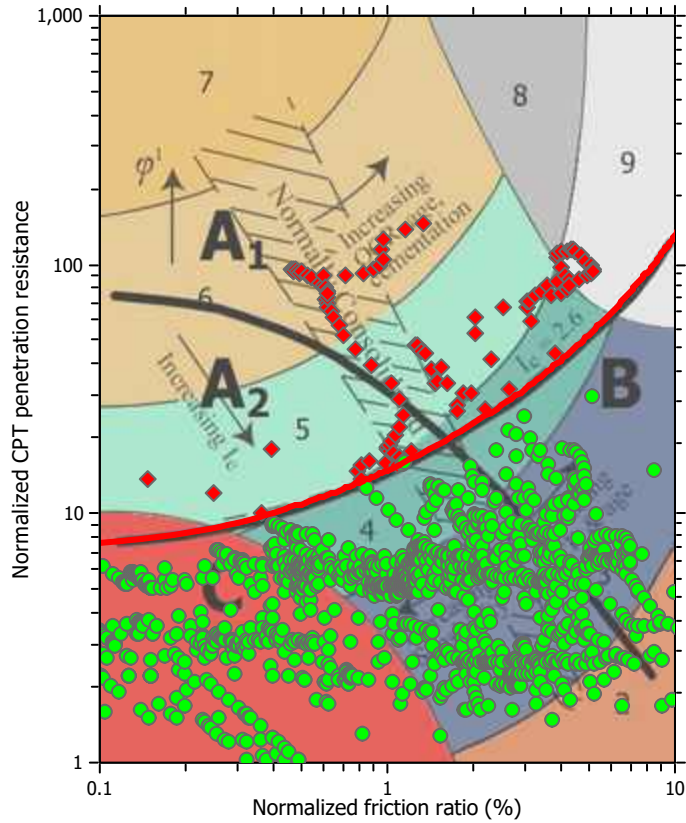 1,000
7
8
9
φ'
A1
Normally Consolidated
Increasing
OCR, age,
cementation
100
6
A2
Increasing Ic
5
Ic = 2.6
B
10
4
C
3
1
0.1
1
10
Normalized CPT penetration resistance
Normalized friction ratio (%)